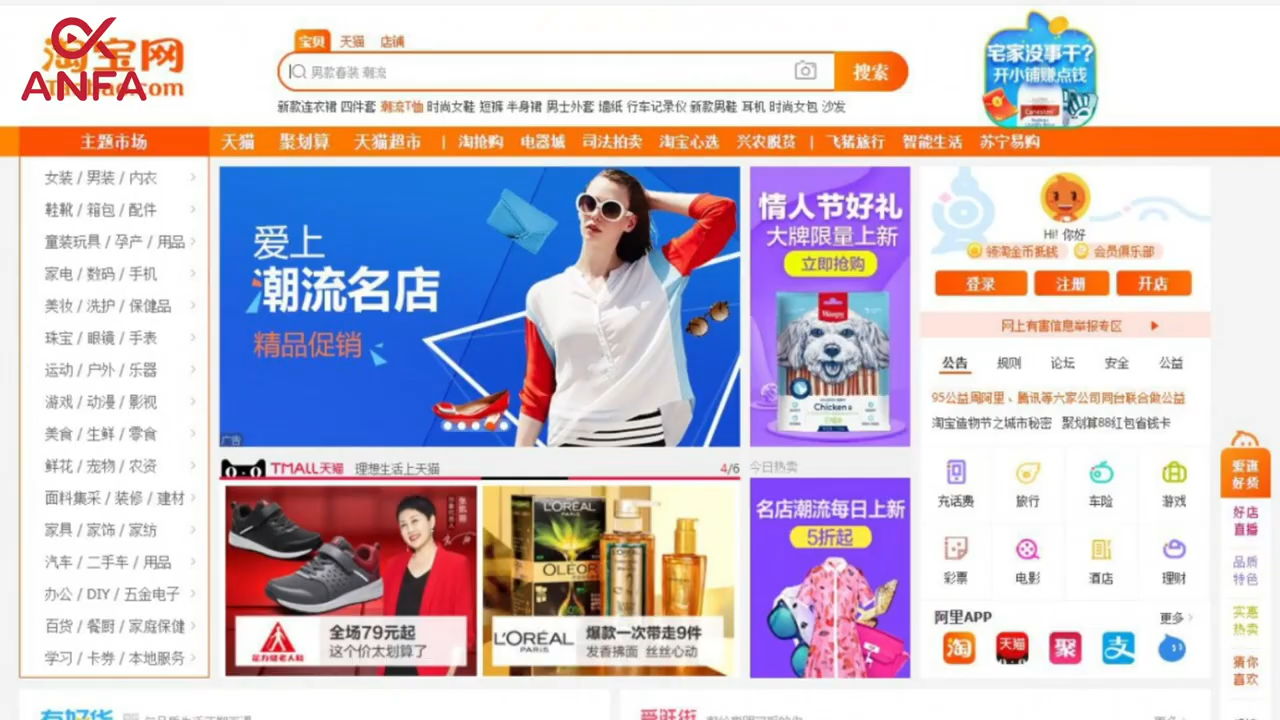 淘宝网
Taobao.com
ANFA
宝贝 天猫 店铺
男款春装 潮流
搜索
宅家没事干?
开小铺赚点钱
新款连衣裙 四件套 潮流T恤 时尚女鞋 短裤 半身裙 男士外套 墙纸 行车记录仪 新款男鞋 耳机 时尚女包 沙发
主题市场
天猫 聚划算 天猫超市 | 淘抢购 电器城 司法拍卖 淘宝心选 兴农脱贫 | 飞猪旅行 智能生活 苏宁易购
女装 / 男装 / 内衣
鞋靴 / 箱包 / 配件
童装玩具 / 孕产 / 用品
家电 / 数码 / 手机
美妆 / 洗护 / 保健品
珠宝 / 眼镜 / 手表
运动 / 户外 / 乐器
游戏 / 动漫 / 影视
美食 / 生鲜 / 零食
鲜花 / 宠物 / 农资
面料集采 / 装修 / 建材
家具 / 家饰 / 家纺
汽车 / 二手车 / 用品
办公 / DIY / 五金电子
百货 / 餐厨 / 家庭保健
学习 / 卡券 / 本地服务
爱上
潮流名店
精品促销
广告
TMALL天猫 理想生活上天猫
4/6
足力健老人鞋
全场79元起
这个价太划算了
L'ORÉAL
PARIS
L'ORÉAL
PARIS
爆款一次带走9件
发香拂面 丝丝心动
情人节好礼
大牌限量上新
立即抢购
Wanpy
Chicken
今日热卖
名店潮流每日上新
5折起
Hi! 你好
领淘金币抵钱 会员俱乐部
登录 注册 开店
网上有害信息举报专区
公告 规则 论坛 安全 公益
95公益周阿里、腾讯等六家公司同台联合做公益
淘宝造物节之城市秘密 聚划算88红包省钱卡
充话费 旅行 车险 游戏
彩票 电影 酒店 理财
阿里APP 更多
淘 天猫 聚 支
爱逛
好货
好店
直播
品质
特色
实惠
热卖
猜你
喜欢
有好货
爱逛街